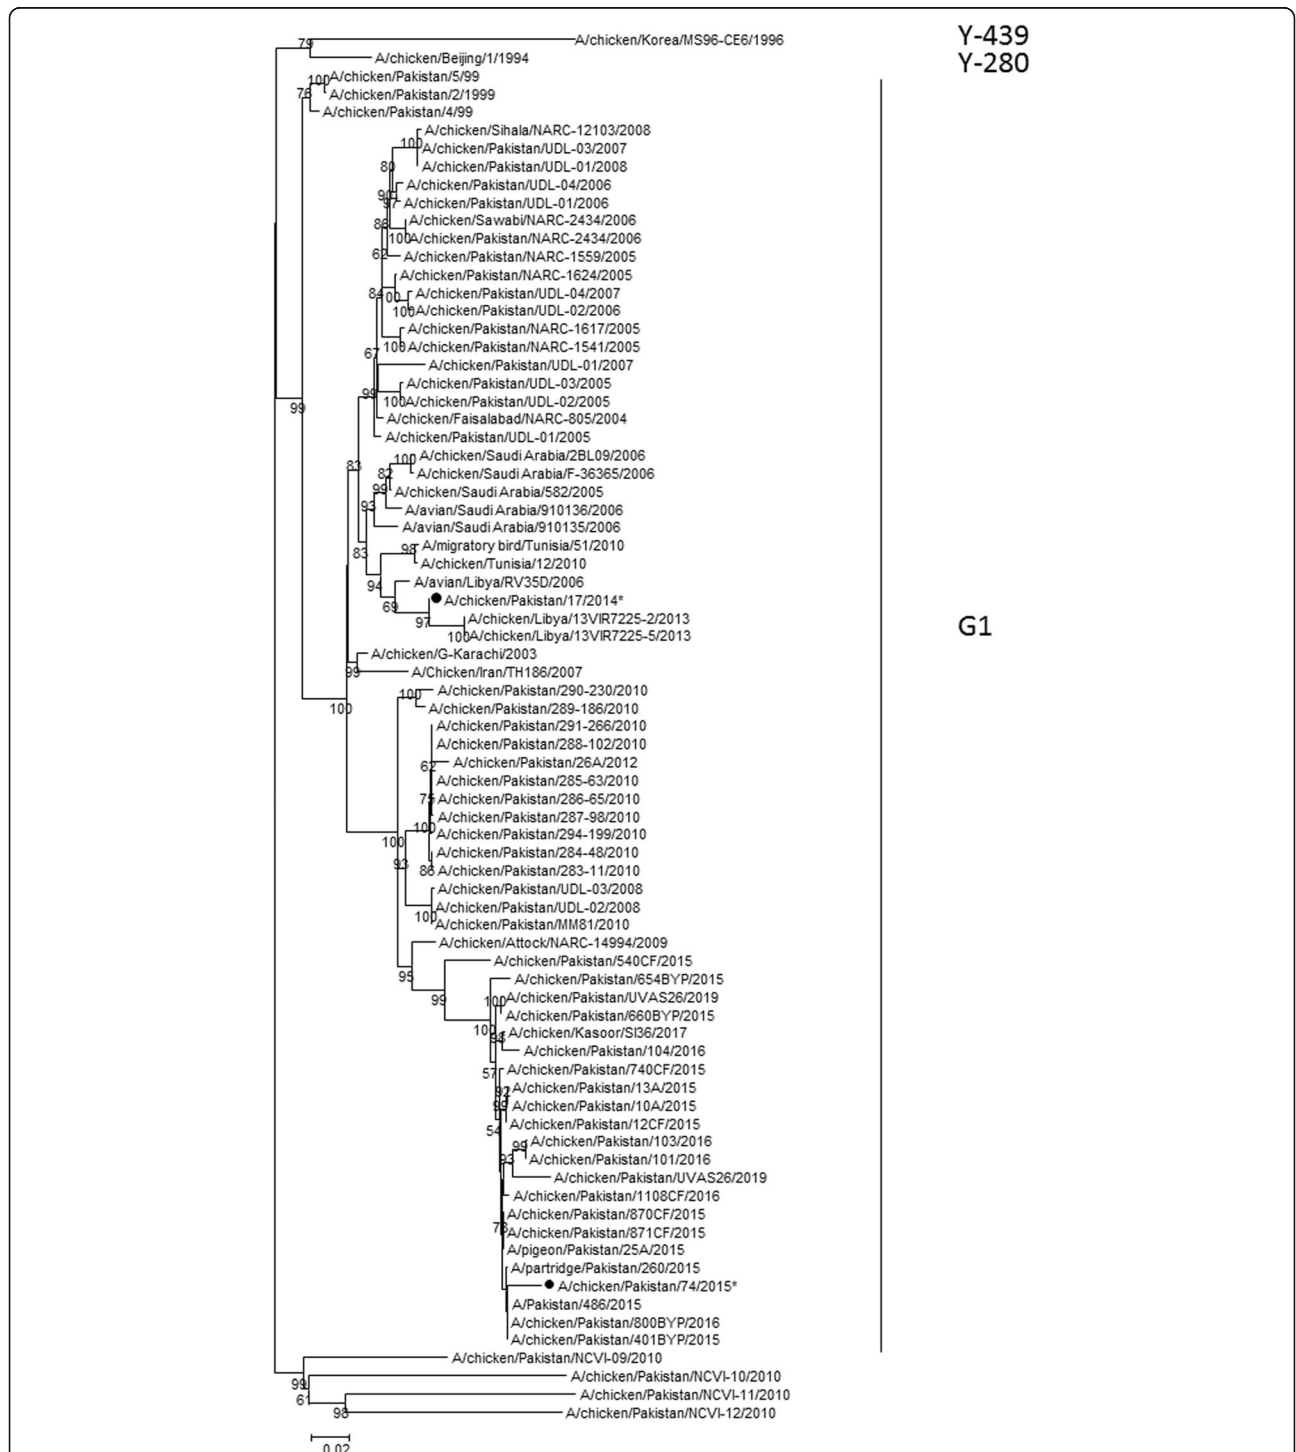 79
A/chicken/Korea/MS96-CE6/1996
Y-439
A/chicken/Beijing/1/1994
Y-280
100
A/chicken/Pakistan/5/99
76
A/chicken/Pakistan/2/1999
A/chicken/Pakistan/4/99
A/chicken/Sihala/NARC-12103/2008
100
A/chicken/Pakistan/UDL-03/2007
80
A/chicken/Pakistan/UDL-01/2008
A/chicken/Pakistan/UDL-04/2006
90
97
A/chicken/Pakistan/UDL-01/2006
86
A/chicken/Sawabi/NARC-2434/2006
100
A/chicken/Pakistan/NARC-2434/2006
62
A/chicken/Pakistan/NARC-1559/2005
A/chicken/Pakistan/NARC-1624/2005
84
100
A/chicken/Pakistan/UDL-04/2007
100
A/chicken/Pakistan/UDL-02/2006
A/chicken/Pakistan/NARC-1617/2005
100
A/chicken/Pakistan/NARC-1541/2005
67
A/chicken/Pakistan/UDL-01/2007
A/chicken/Pakistan/UDL-03/2005
99
100
A/chicken/Pakistan/UDL-02/2005
99
A/chicken/Faisalabad/NARC-805/2004
A/chicken/Pakistan/UDL-01/2005
100
A/chicken/Saudi Arabia/2BL09/2006
83
82
A/chicken/Saudi Arabia/F-36365/2006
99
A/chicken/Saudi Arabia/582/2005
93
A/avian/Saudi Arabia/910136/2006
A/avian/Saudi Arabia/910135/2006
98
A/migratory bird/Tunisia/51/2010
83
A/chicken/Tunisia/12/2010
94
A/avian/Libya/RV35D/2006
69
A/chicken/Pakistan/17/2014*
97
A/chicken/Libya/13VIR7225-2/2013
G1
100
A/chicken/Libya/13VIR7225-5/2013
A/chicken/G-Karachi/2003
99
A/Chicken/Iran/TH186/2007
100
A/chicken/Pakistan/290-230/2010
100
A/chicken/Pakistan/289-186/2010
A/chicken/Pakistan/291-266/2010
A/chicken/Pakistan/288-102/2010
62
A/chicken/Pakistan/26A/2012
A/chicken/Pakistan/285-63/2010
75
A/chicken/Pakistan/286-65/2010
A/chicken/Pakistan/287-98/2010
100
A/chicken/Pakistan/294-199/2010
100
A/chicken/Pakistan/284-48/2010
93
86
A/chicken/Pakistan/283-11/2010
A/chicken/Pakistan/UDL-03/2008
100
A/chicken/Pakistan/UDL-02/2008
A/chicken/Pakistan/MM81/2010
A/chicken/Attock/NARC-14994/2009
A/chicken/Pakistan/540CF/2015
95
A/chicken/Pakistan/654BYP/2015
99
100
A/chicken/Pakistan/UVAS26/2019
A/chicken/Pakistan/660BYP/2015
100
98
A/chicken/Kasoor/SI36/2017
A/chicken/Pakistan/104/2016
57
A/chicken/Pakistan/740CF/2015
A/chicken/Pakistan/13A/2015
99
A/chicken/Pakistan/10A/2015
54
A/chicken/Pakistan/12CF/2015
99
A/chicken/Pakistan/103/2016
93
A/chicken/Pakistan/101/2016
A/chicken/Pakistan/UVAS26/2019
A/chicken/Pakistan/1108CF/2016
A/chicken/Pakistan/870CF/2015
A/chicken/Pakistan/871CF/2015
A/pigeon/Pakistan/25A/2015
A/partridge/Pakistan/260/2015
A/chicken/Pakistan/74/2015*
A/Pakistan/486/2015
A/chicken/Pakistan/800BYP/2016
A/chicken/Pakistan/401BYP/2015
A/chicken/Pakistan/NCVI-09/2010
99
A/chicken/Pakistan/NCVI-10/2010
61
A/chicken/Pakistan/NCVI-11/2010
98
A/chicken/Pakistan/NCVI-12/2010
0.02